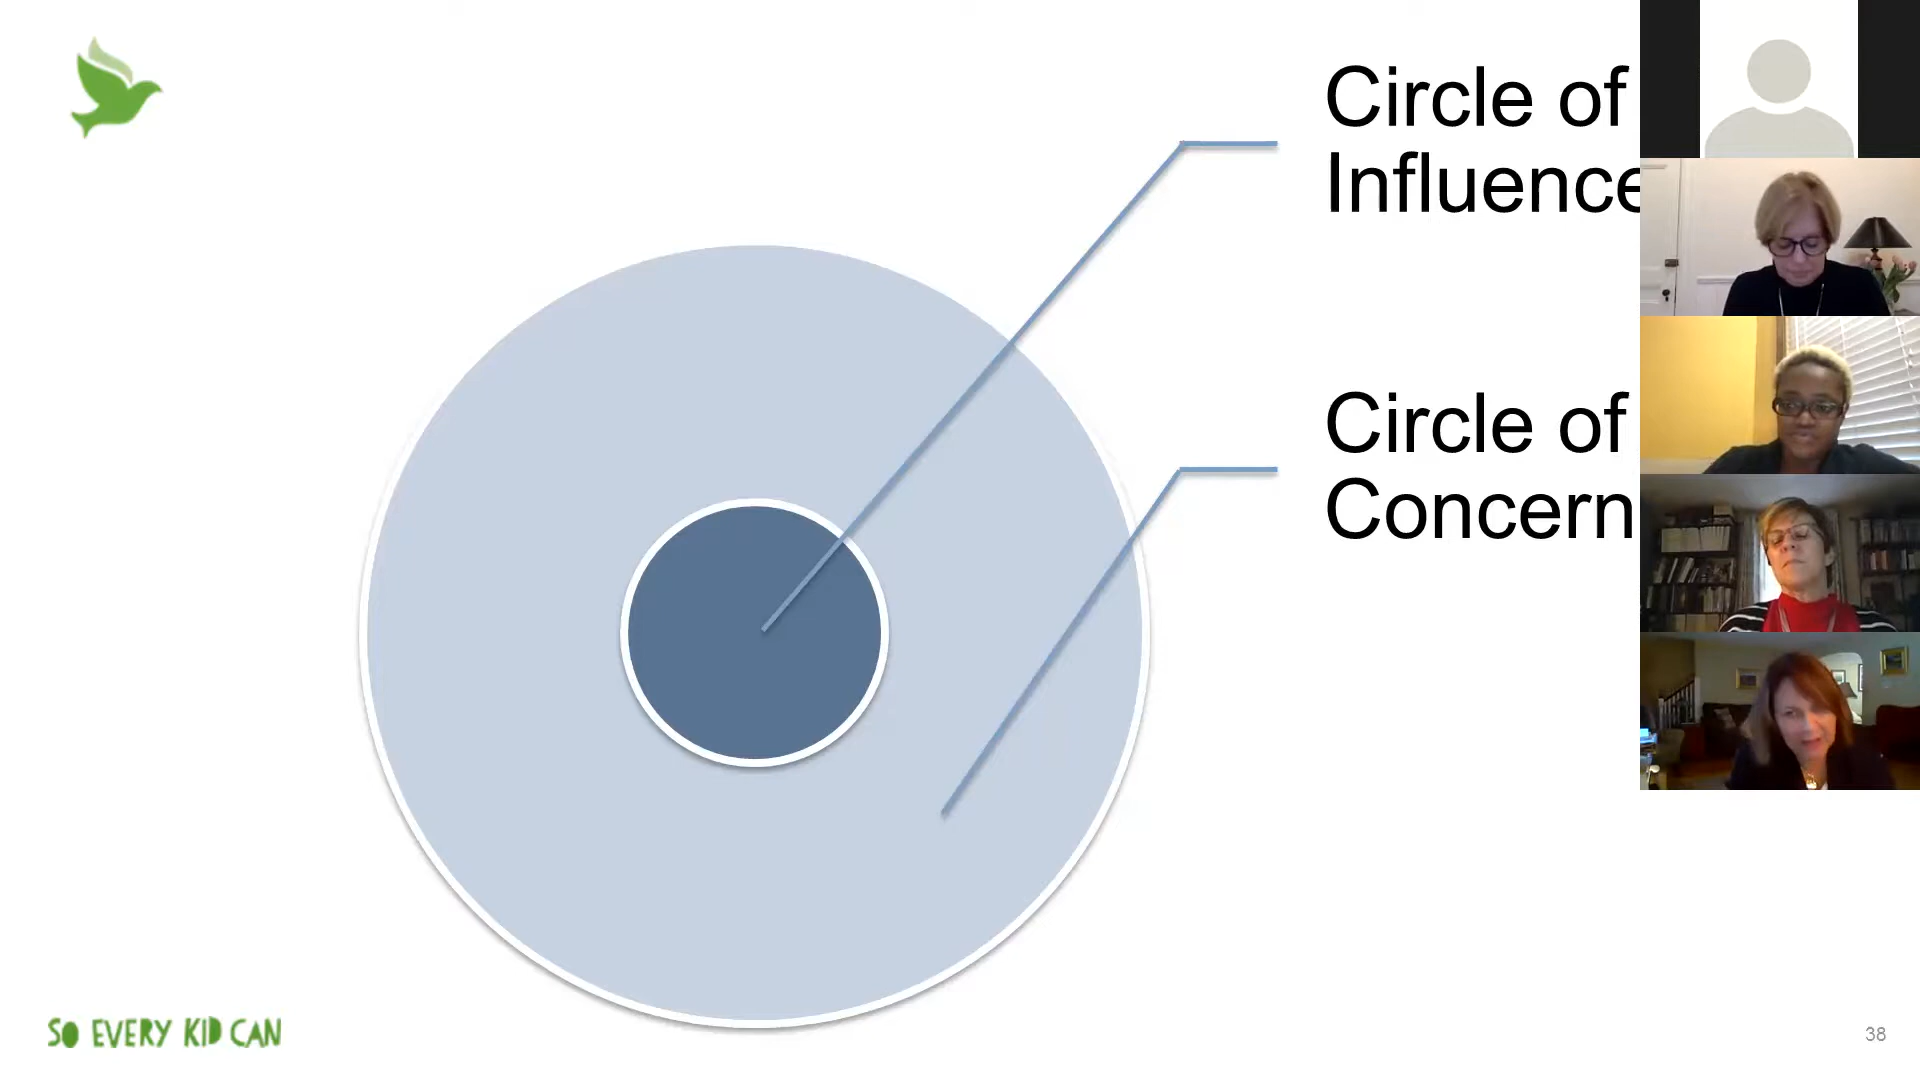 Circle of
Influence
Circle of
Concern
SO EVERY KID CAN
38